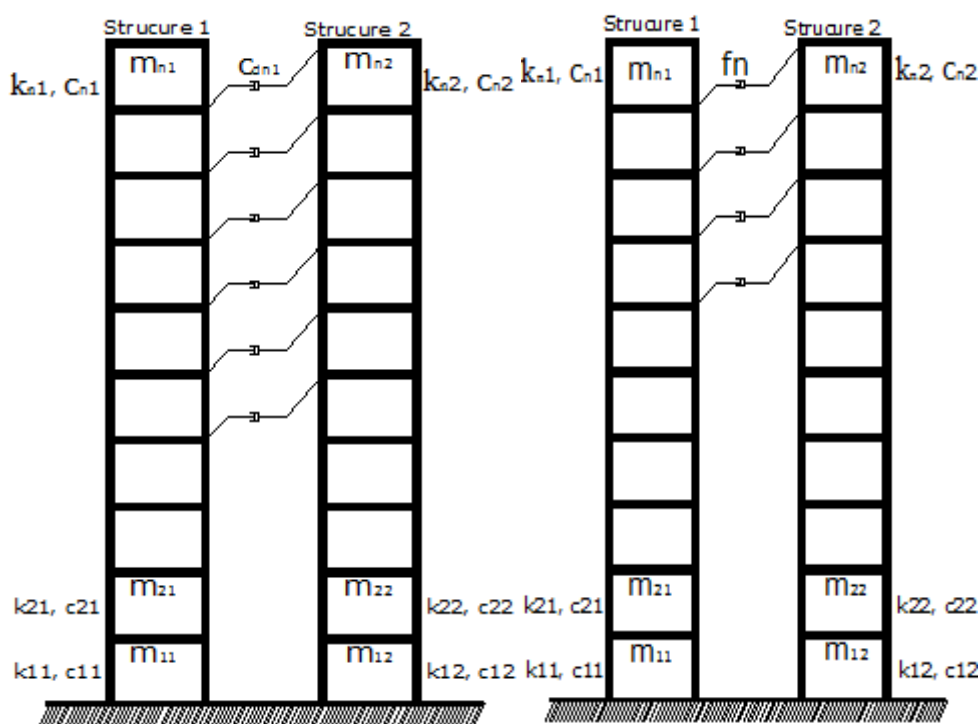 Strucure 1 Strucure 2
mn1 Cdn1 mn2
kn1, Cn1 kn2, Cn2
m21 m22
k21, c21 k22, c22
m11 m12
k11, c11 k12, c12
Strucure 1 Strucure 2
mn1 fn mn2
kn1, Cn1 kn2, Cn2
m21 m22
k21, c21 k22, c22
m11 m12
k11, c11 k12, c12